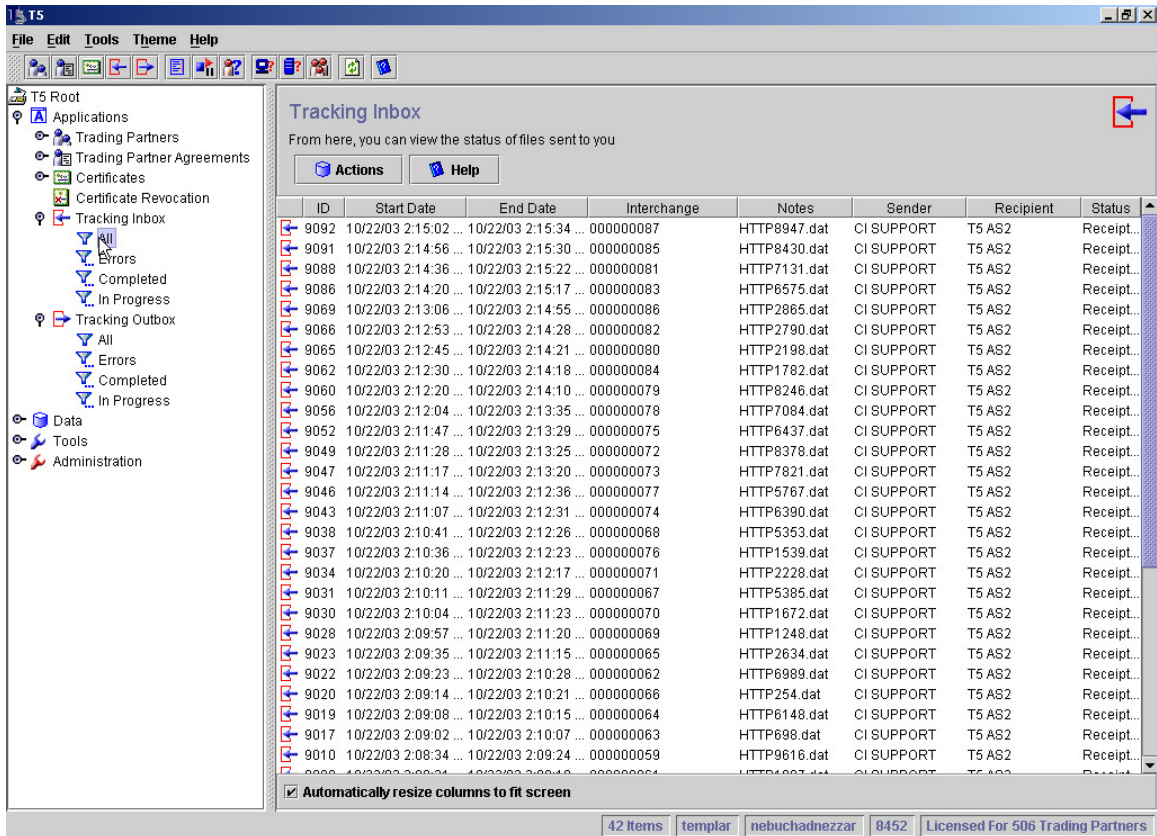 T5
File Edit Tools Theme Help
T5 Root
Applications
Trading Partners
Trading Partner Agreements
Certificates
Certificate Revocation
Tracking Inbox
All
Errors
Completed
In Progress
Tracking Outbox
All
Errors
Completed
In Progress
Data
Tools
Administration
Tracking Inbox
From here, you can view the status of files sent to you
Actions Help
ID Start Date End Date Interchange Notes Sender Recipient Status
9092 10/22/03 2:15:02 ... 10/22/03 2:15:34 ... 000000087 HTTP8947.dat CI SUPPORT T5 AS2 Receipt...
9091 10/22/03 2:14:56 ... 10/22/03 2:15:30 ... 000000085 HTTP8430.dat CI SUPPORT T5 AS2 Receipt...
9088 10/22/03 2:14:36 ... 10/22/03 2:15:22 ... 000000081 HTTP7131.dat CI SUPPORT T5 AS2 Receipt...
9086 10/22/03 2:14:20 ... 10/22/03 2:15:17 ... 000000083 HTTP6575.dat CI SUPPORT T5 AS2 Receipt...
9069 10/22/03 2:13:06 ... 10/22/03 2:14:55 ... 000000086 HTTP2865.dat CI SUPPORT T5 AS2 Receipt...
9066 10/22/03 2:12:53 ... 10/22/03 2:14:28 ... 000000082 HTTP2790.dat CI SUPPORT T5 AS2 Receipt...
9065 10/22/03 2:12:45 ... 10/22/03 2:14:21 ... 000000080 HTTP2198.dat CI SUPPORT T5 AS2 Receipt...
9062 10/22/03 2:12:30 ... 10/22/03 2:14:18 ... 000000084 HTTP1782.dat CI SUPPORT T5 AS2 Receipt...
9060 10/22/03 2:12:20 ... 10/22/03 2:14:10 ... 000000079 HTTP8246.dat CI SUPPORT T5 AS2 Receipt...
9056 10/22/03 2:12:04 ... 10/22/03 2:13:35 ... 000000078 HTTP7084.dat CI SUPPORT T5 AS2 Receipt...
9052 10/22/03 2:11:47 ... 10/22/03 2:13:29 ... 000000075 HTTP6437.dat CI SUPPORT T5 AS2 Receipt...
9049 10/22/03 2:11:28 ... 10/22/03 2:13:25 ... 000000072 HTTP8378.dat CI SUPPORT T5 AS2 Receipt...
9047 10/22/03 2:11:17 ... 10/22/03 2:13:20 ... 000000073 HTTP7821.dat CI SUPPORT T5 AS2 Receipt...
9046 10/22/03 2:11:14 ... 10/22/03 2:12:36 ... 000000077 HTTP5767.dat CI SUPPORT T5 AS2 Receipt...
9043 10/22/03 2:11:07 ... 10/22/03 2:12:31 ... 000000074 HTTP6390.dat CI SUPPORT T5 AS2 Receipt...
9038 10/22/03 2:10:41 ... 10/22/03 2:12:26 ... 000000068 HTTP5353.dat CI SUPPORT T5 AS2 Receipt...
9037 10/22/03 2:10:36 ... 10/22/03 2:12:23 ... 000000076 HTTP1539.dat CI SUPPORT T5 AS2 Receipt...
9034 10/22/03 2:10:20 ... 10/22/03 2:12:17 ... 000000071 HTTP2228.dat CI SUPPORT T5 AS2 Receipt...
9031 10/22/03 2:10:11 ... 10/22/03 2:11:29 ... 000000067 HTTP5385.dat CI SUPPORT T5 AS2 Receipt...
9030 10/22/03 2:10:04 ... 10/22/03 2:11:23 ... 000000070 HTTP1672.dat CI SUPPORT T5 AS2 Receipt...
9028 10/22/03 2:09:57 ... 10/22/03 2:11:20 ... 000000069 HTTP1248.dat CI SUPPORT T5 AS2 Receipt...
9023 10/22/03 2:09:35 ... 10/22/03 2:11:15 ... 000000065 HTTP2634.dat CI SUPPORT T5 AS2 Receipt...
9022 10/22/03 2:09:23 ... 10/22/03 2:10:28 ... 000000062 HTTP6989.dat CI SUPPORT T5 AS2 Receipt...
9020 10/22/03 2:09:14 ... 10/22/03 2:10:21 ... 000000066 HTTP254.dat CI SUPPORT T5 AS2 Receipt...
9019 10/22/03 2:09:08 ... 10/22/03 2:10:15 ... 000000064 HTTP6148.dat CI SUPPORT T5 AS2 Receipt...
9017 10/22/03 2:09:02 ... 10/22/03 2:10:07 ... 000000063 HTTP698.dat CI SUPPORT T5 AS2 Receipt...
9010 10/22/03 2:08:34 ... 10/22/03 2:09:24 ... 000000059 HTTP9616.dat CI SUPPORT T5 AS2 Receipt...
Automatically resize columns to fit screen
42 Items templar nebuchadnezzar 8452 Licensed For 506 Trading Partners